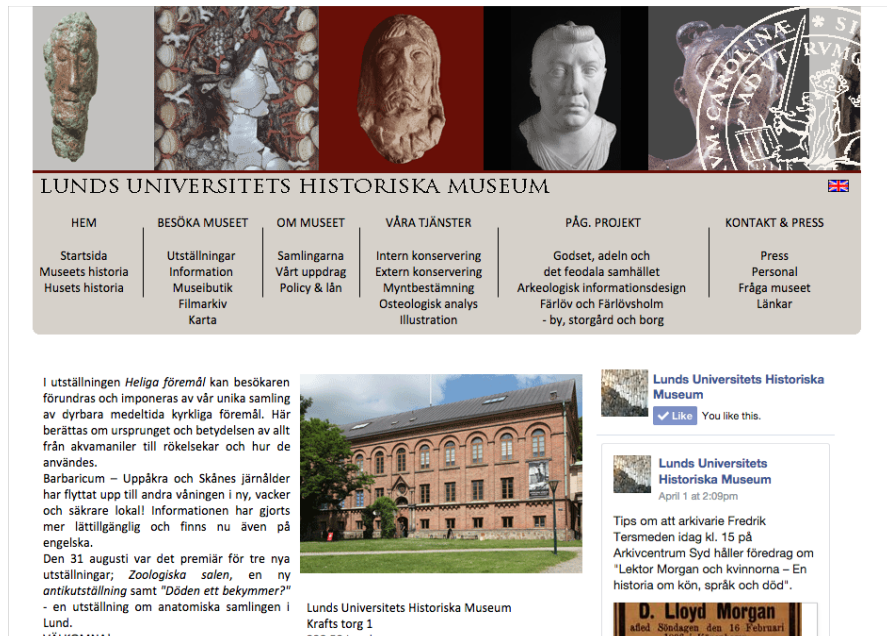 VM · CAROLINÆ * SI
AD VTRVMQ
LUNDS UNIVERSITETS HISTORISKA MUSEUM
HEM
Startsida
Museets historia
Husets historia
BESÖKA MUSEET
Utställningar
Information
Museibutik
Filmarkiv
Karta
OM MUSEET
Samlingarna
Vårt uppdrag
Policy & lån
VÅRA TJÄNSTER
Intern konservering
Extern konservering
Myntbestämning
Osteologisk analys
Illustration
PÅG. PROJEKT
Godset, adeln och
det feodala samhället
Arkeologisk informationsdesign
Färlöv och Färlövsholm
- by, storgård och borg
KONTAKT & PRESS
Press
Personal
Fråga museet
Länkar
I utställningen Heliga föremål kan besökaren
förundras och imponeras av vår unika samling
av dyrbara medeltida kyrkliga föremål. Här
berättas om ursprunget och betydelsen av allt
från akvamaniler till rökelsekar och hur de
användes.
Barbaricum – Uppåkra och Skånes järnålder
har flyttat upp till andra våningen i ny, vacker
och säkrare lokal! Informationen har gjorts
mer lättillgänglig och finns nu även på
engelska.
Den 31 augusti var det premiär för tre nya
utställningar; Zoologiska salen, en ny
antikutställning samt "Döden ett bekymmer?"
- en utställning om anatomiska samlingen i
Lund.
Lunds Universitets Historiska Museum
Krafts torg 1
Lunds Universitets Historiska
Museum
Like You like this.
Lunds Universitets
Historiska Museum
April 1 at 2:09pm
Tips om att arkivarie Fredrik
Tersmeden idag kl. 15 på
Arkivcentrum Syd håller föredrag om
"Lektor Morgan och kvinnorna – En
historia om kön, språk och död".
D. Lloyd Morgan
afled Söndagen den 16 Februari